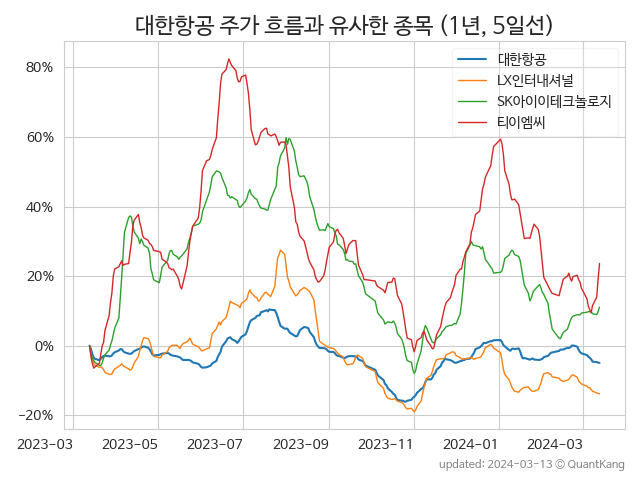 대한항공 주가 흐름과 유사한 종목 (1년, 5일선)
대한항공
LX인터내셔널
SK아이이테크놀로지
티이엠씨
80%
60%
40%
20%
0%
−20%
2023-03 2023-05 2023-07 2023-09 2023-11 2024-01 2024-03
updated: 2024-03-13 © QuantKang